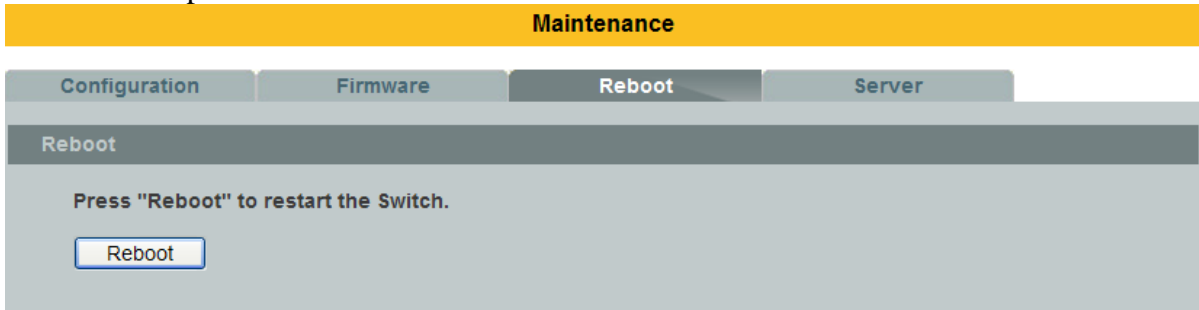 Maintenance
Configuration Firmware Reboot Server
Reboot
Press "Reboot" to restart the Switch.
Reboot